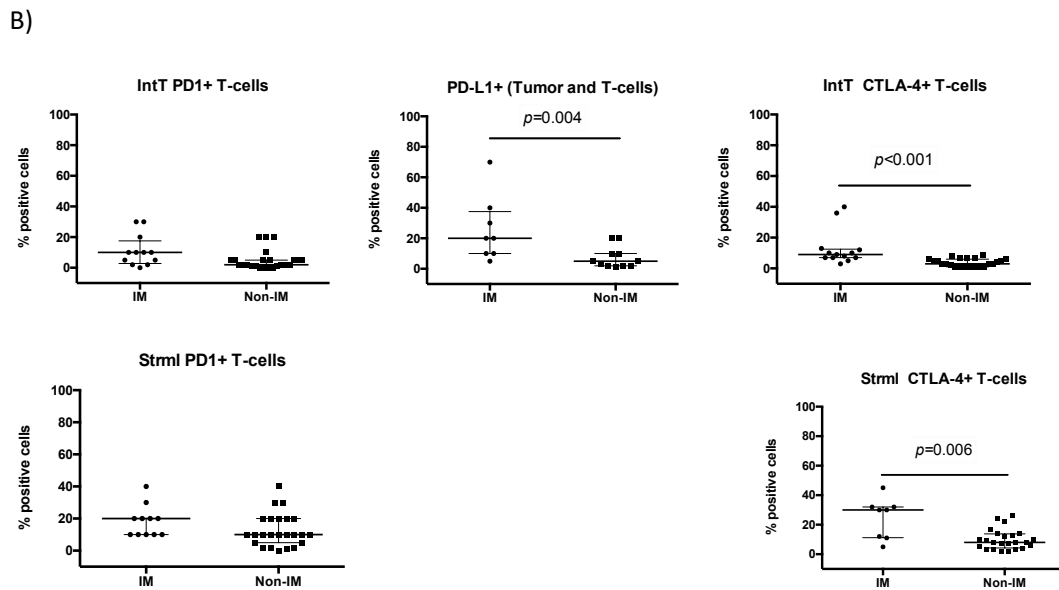 B)
IntT PD1+ T-cells
100
80
60
40
20
0
% positive cells
IM
Non-IM
PD-L1+ (Tumor and T-cells)
p=0.004
100
80
60
40
20
0
% positive cells
IM
Non-IM
IntT CTLA-4+ T-cells
p<0.001
100
80
60
40
20
0
% positive cells
IM
Non-IM
Strml PD1+ T-cells
100
80
60
40
20
0
% positive cells
IM
Non-IM
Strml CTLA-4+ T-cells
p=0.006
100
80
60
40
20
0
% positive cells
IM
Non-IM